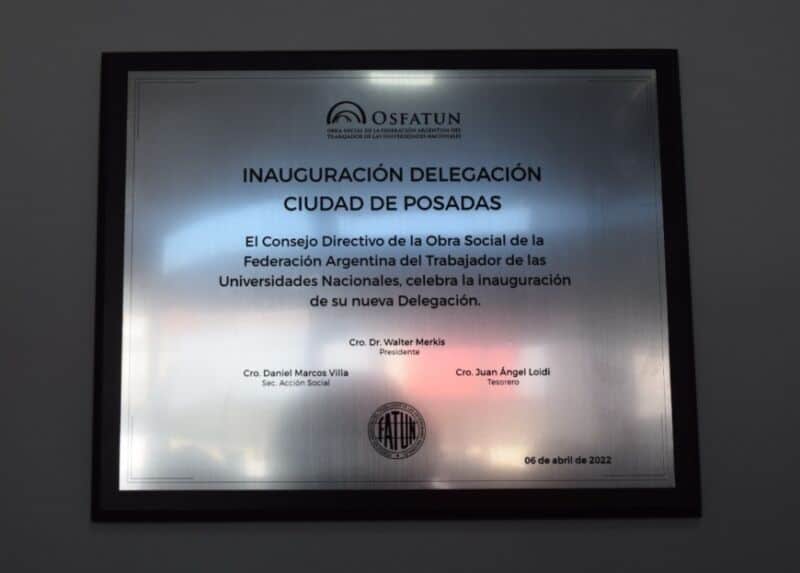 OSFATUN
OBRA SOCIAL DE LA FEDERACIÓN ARGENTINA DEL
TRABAJADOR DE LAS UNIVERSIDADES NACIONALES
INAUGURACIÓN DELEGACIÓN
CIUDAD DE POSADAS
El Consejo Directivo de la Obra Social de la
Federación Argentina del Trabajador de las
Universidades Nacionales, celebra la inauguración
de su nueva Delegación.
Cro. Dr. Walter Merkis
Presidente
Cro. Daniel Marcos Villa
Sec. Acción Social
Cro. Juan Ángel Loidi
Tesorero
FATUN
06 de abril de 2022